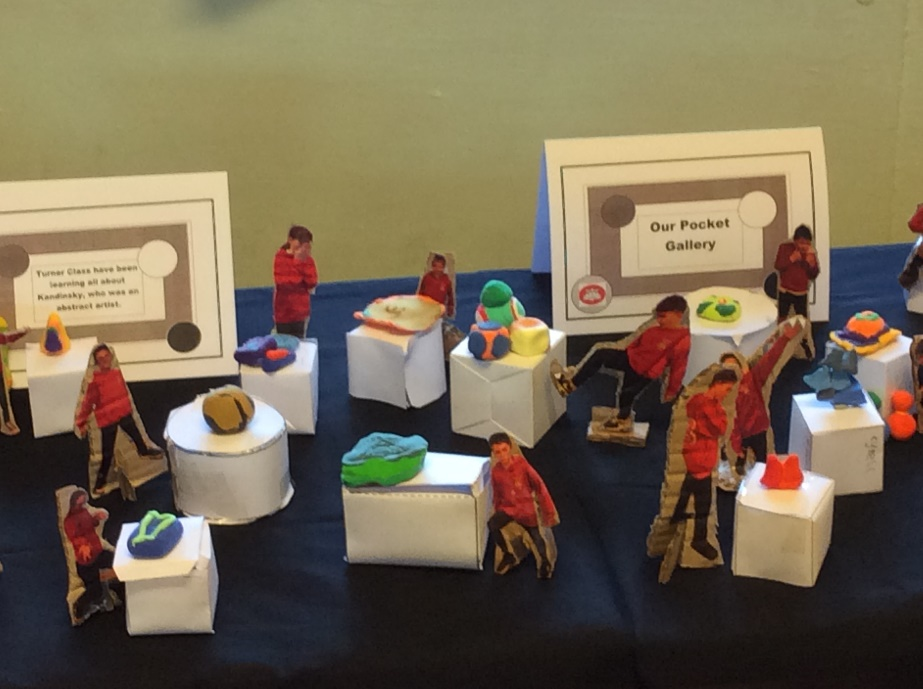 Turner Class have been
learning all about
Kandinsky, who was an
abstract artist.
Our Pocket
Gallery